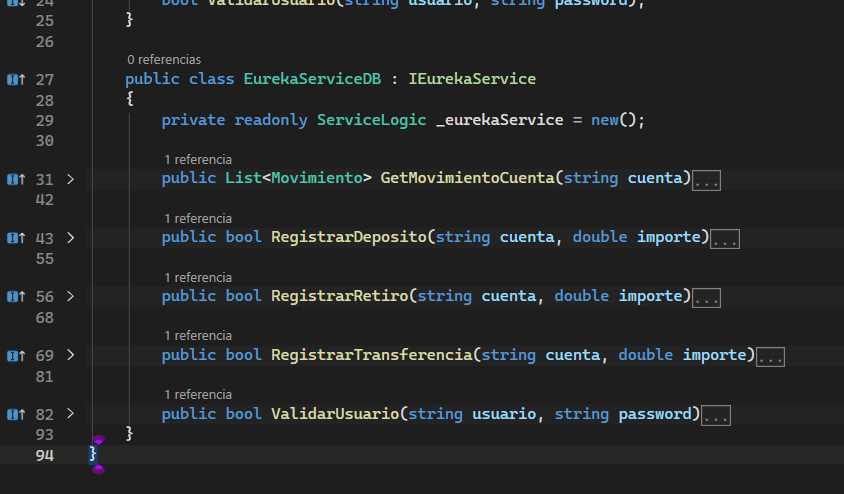 24 bool ValidarUsuario(string usuario, string password);
25 }
26
0 referencias
27 public class EurekaServiceDB : IEurekaService
28 {
29 private readonly ServiceLogic _eurekaService = new();
30
1 referencia
31 public List<Movimiento> GetMovimientoCuenta(string cuenta)...
42
1 referencia
43 public bool RegistrarDeposito(string cuenta, double importe)...
55
1 referencia
56 public bool RegistrarRetiro(string cuenta, double importe)...
68
1 referencia
69 public bool RegistrarTransferencia(string cuenta, double importe)...
81
1 referencia
82 public bool ValidarUsuario(string usuario, string password)...
93 }
94 }